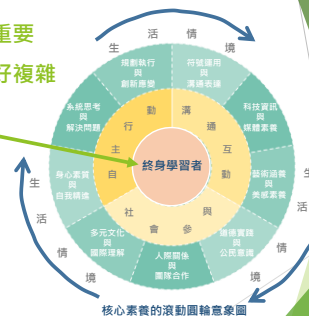 重要
好複雜
生活情境
規劃執行
與
創新應變
符號運用
與
溝通表達
系統思考
與
解決問題
科技資訊
與
媒體素養
自主行動
溝通互動
終身學習者
身心素質
與
自我精進
藝術涵養
與
美感素養
社會參與
生活情境
生活情境
多元文化
與
國際理解
人際關係
與
團隊合作
道德實踐
與
公民意識
核心素養的滾動圓輪意象圖